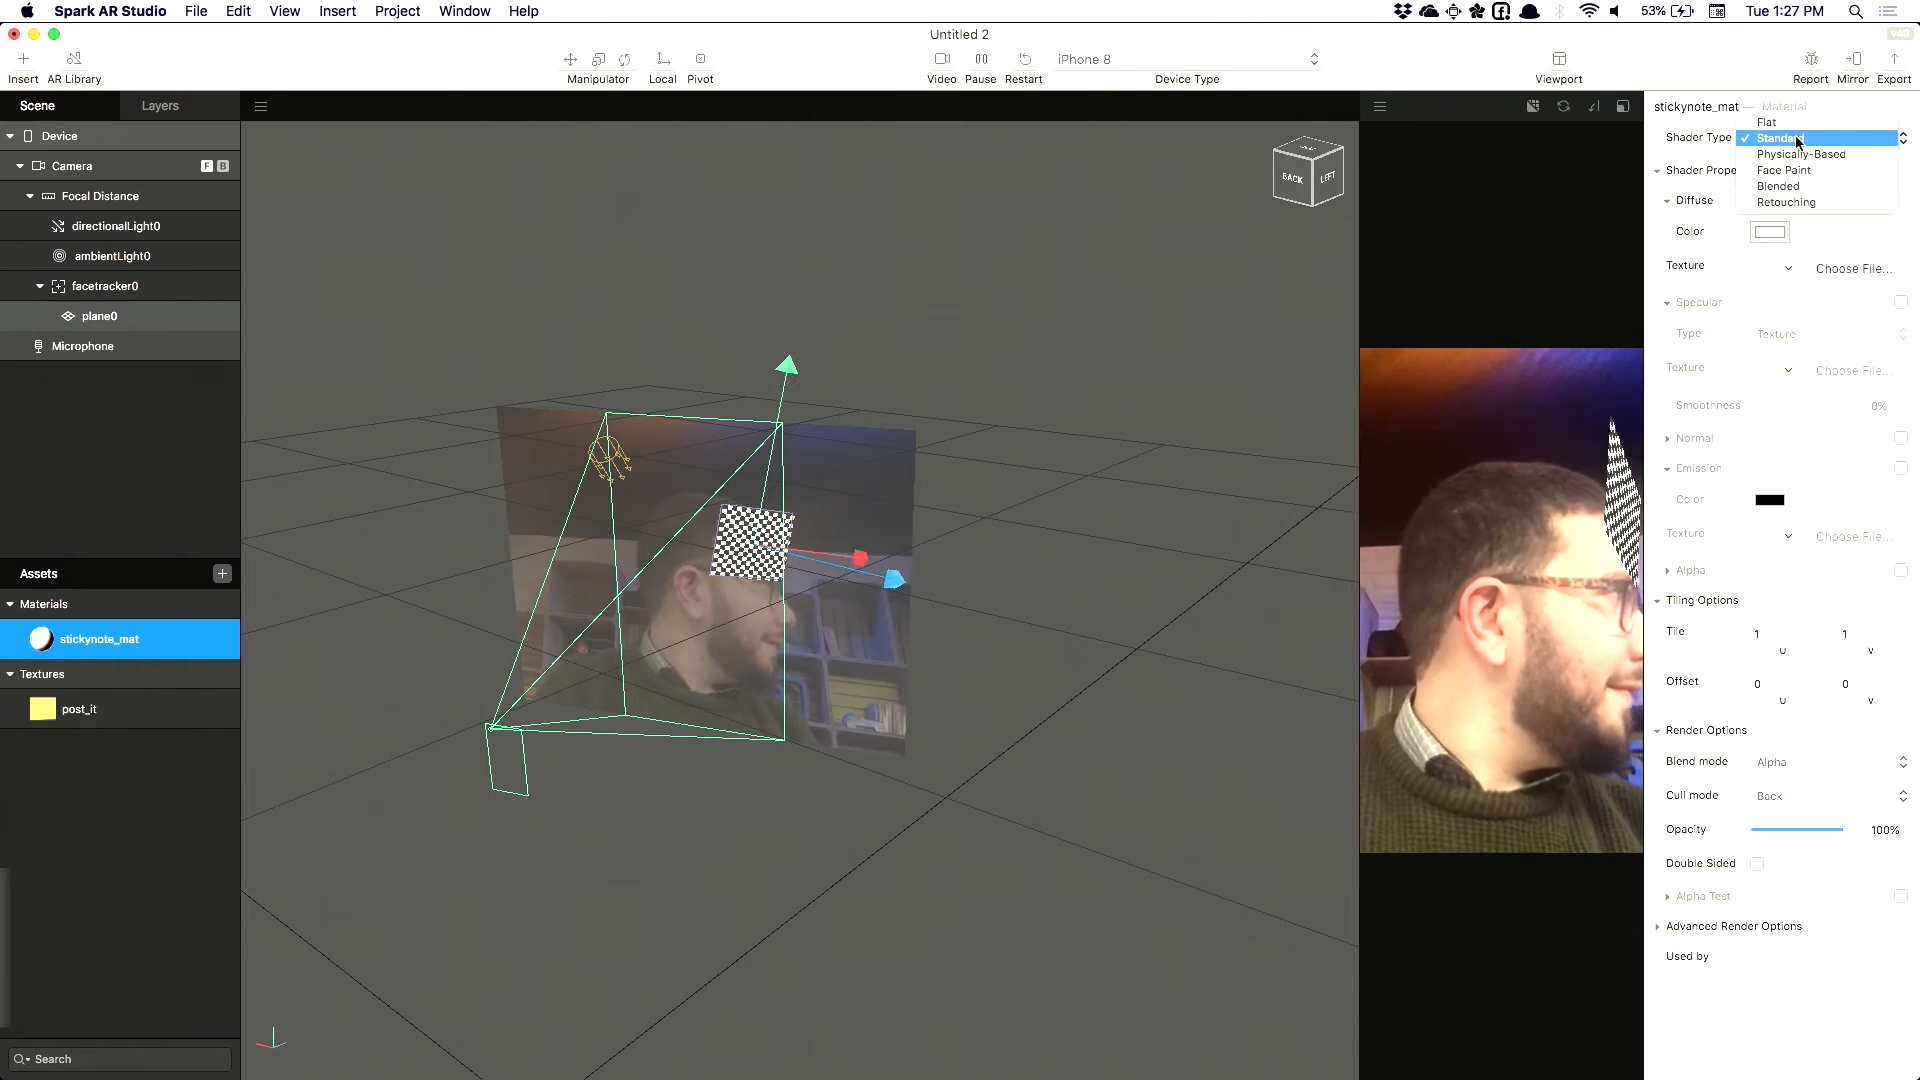 Spark AR Studio File Edit View Insert Project Window Help 53% Tue 1:27 PM
Untitled 2 v49
Insert AR Library Manipulator Local Pivot Video Pause Restart iPhone 8 Device Type Viewport Report Mirror Export
Scene Layers
Device
Camera F B
Focal Distance
directionalLight0
ambientLight0
facetracker0
plane0
Microphone
Assets +
Materials
stickynote_mat
Textures
post_it
Search
BACK LEFT
stickynote_mat — Material
Flat
Shader Type Standard
Physically-Based
Shader Prope
Face Paint
Blended
Retouching
Diffuse
Color
Texture Choose File...
Specular
Type Texture
Texture Choose File...
Smoothness 0%
Normal
Emission
Color
Texture Choose File...
Alpha
Tiling Options
Tile 1 1
U V
Offset 0 0
U V
Render Options
Blend mode Alpha
Cull mode Back
Opacity 100%
Double Sided
Alpha Test
Advanced Render Options
Used by